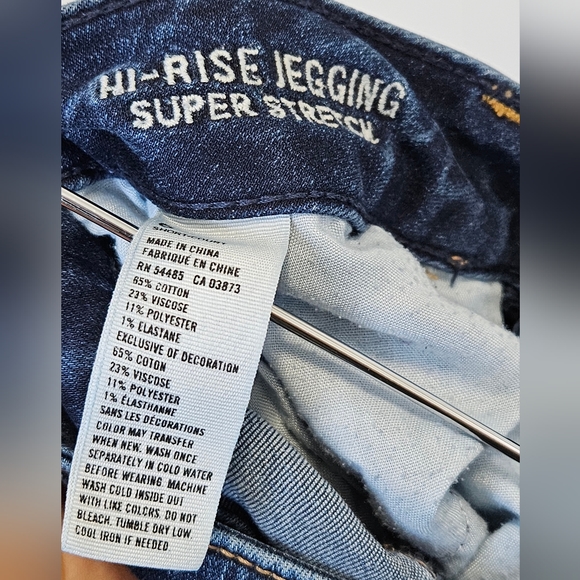 HI-RISE JEGGING
SUPER STRETCH
SHORT/COURT
MADE IN CHINA
FABRIQUE EN CHINE
RN 54485 CA 03873
65% COTTON
23% VISCOSE
11% POLYESTER
1% ELASTANE
EXCLUSIVE OF DECORATION
65% COTON
23% VISCOSE
11% POLYESTER
1% ÉLASTHANNE
SANS LES DÉCORATIONS
COLOR MAY TRANSFER
WHEN NEW. WASH ONCE
SEPARATELY IN COLD WATER
BEFORE WEARING. MACHINE
WASH COLD INSIDE OUT
WITH LIKE COLORS. DO NOT
BLEACH. TUMBLE DRY LOW.
COOL IRON IF NEEDED.